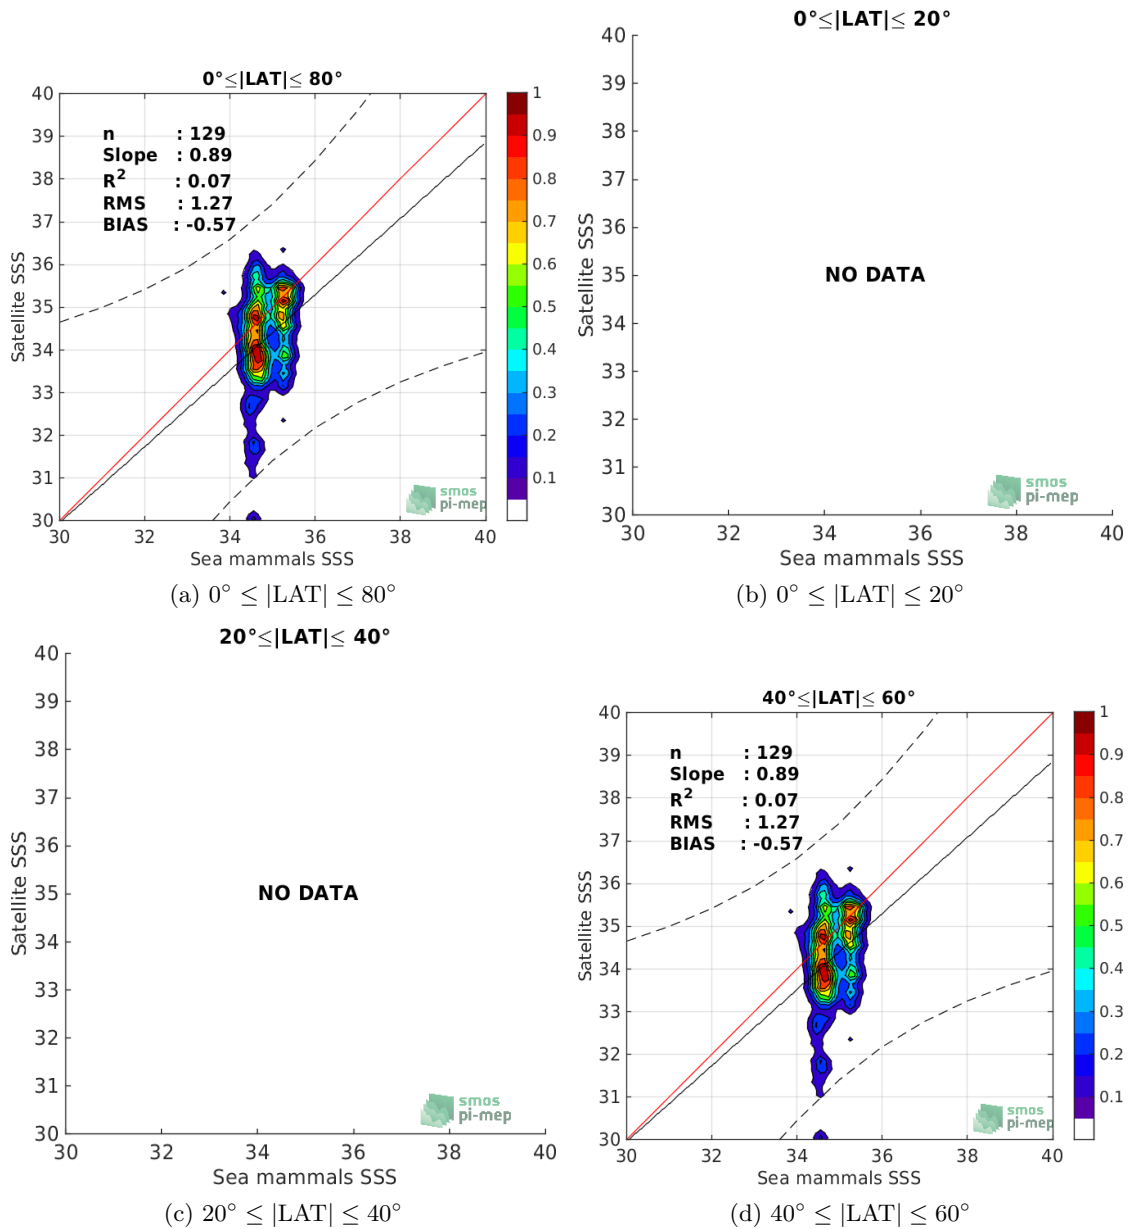 0°≤|LAT|≤ 80°
n : 129
Slope : 0.89
R² : 0.07
RMS : 1.27
BIAS : -0.57
40
39
38
37
36
35
34
33
32
31
30
30 32 34 36 38 40
Satellite SSS
Sea mammals SSS
1
0.9
0.8
0.7
0.6
0.5
0.4
0.3
0.2
0.1
smos
pi-mep
(a) 0° ≤ |LAT| ≤ 80°
0°≤|LAT|≤ 20°
40
39
38
37
36
35
34
33
32
31
30
30 32 34 36 38 40
Satellite SSS
NO DATA
Sea mammals SSS
smos
pi-mep
(b) 0° ≤ |LAT| ≤ 20°
20°≤|LAT|≤ 40°
40
39
38
37
36
35
34
33
32
31
30
30 32 34 36 38 40
Satellite SSS
NO DATA
Sea mammals SSS
smos
pi-mep
(c) 20° ≤ |LAT| ≤ 40°
40°≤|LAT|≤ 60°
n : 129
Slope : 0.89
R² : 0.07
RMS : 1.27
BIAS : -0.57
40
39
38
37
36
35
34
33
32
31
30
30 32 34 36 38 40
Satellite SSS
Sea mammals SSS
1
0.9
0.8
0.7
0.6
0.5
0.4
0.3
0.2
0.1
smos
pi-mep
(d) 40° ≤ |LAT| ≤ 60°